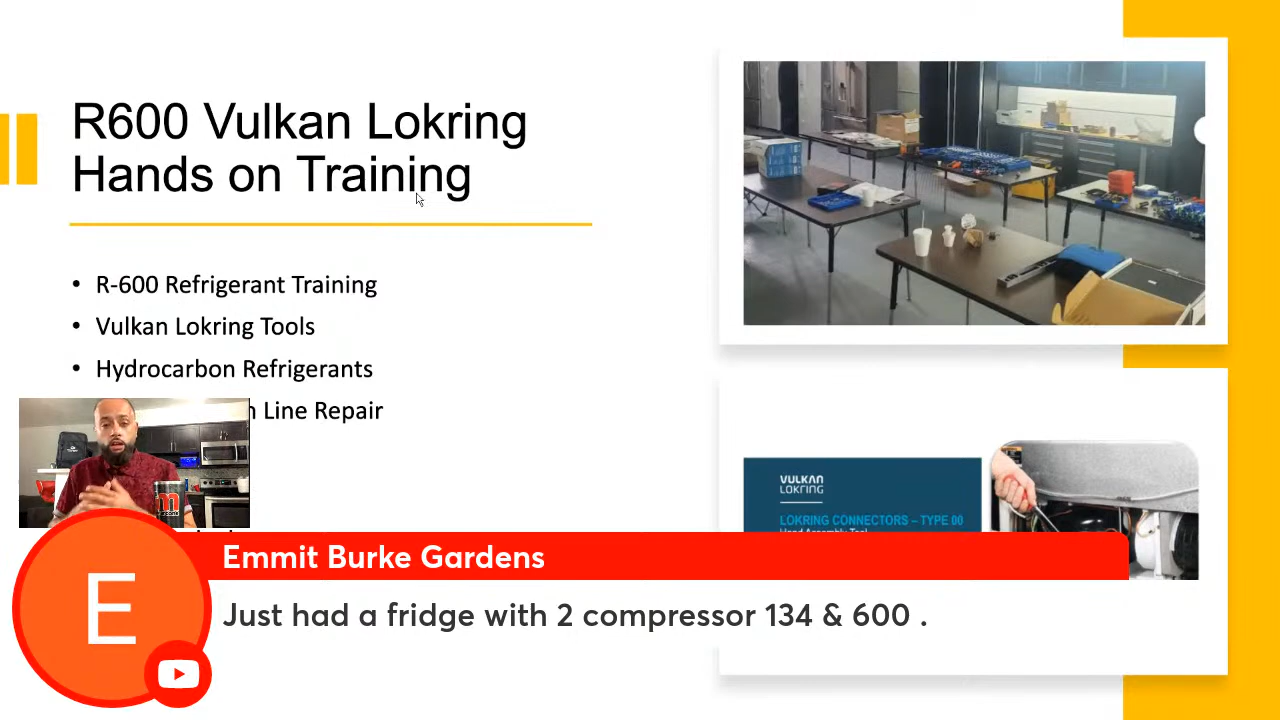 R600 Vulkan Lokring
Hands on Training
• R-600 Refrigerant Training
• Vulkan Lokring Tools
• Hydrocarbon Refrigerants
Line Repair
VULKAN
LOKRING
LOKRING CONNECTORS – TYPE 00
E
Emmit Burke Gardens
Just had a fridge with 2 compressor 134 & 600 .